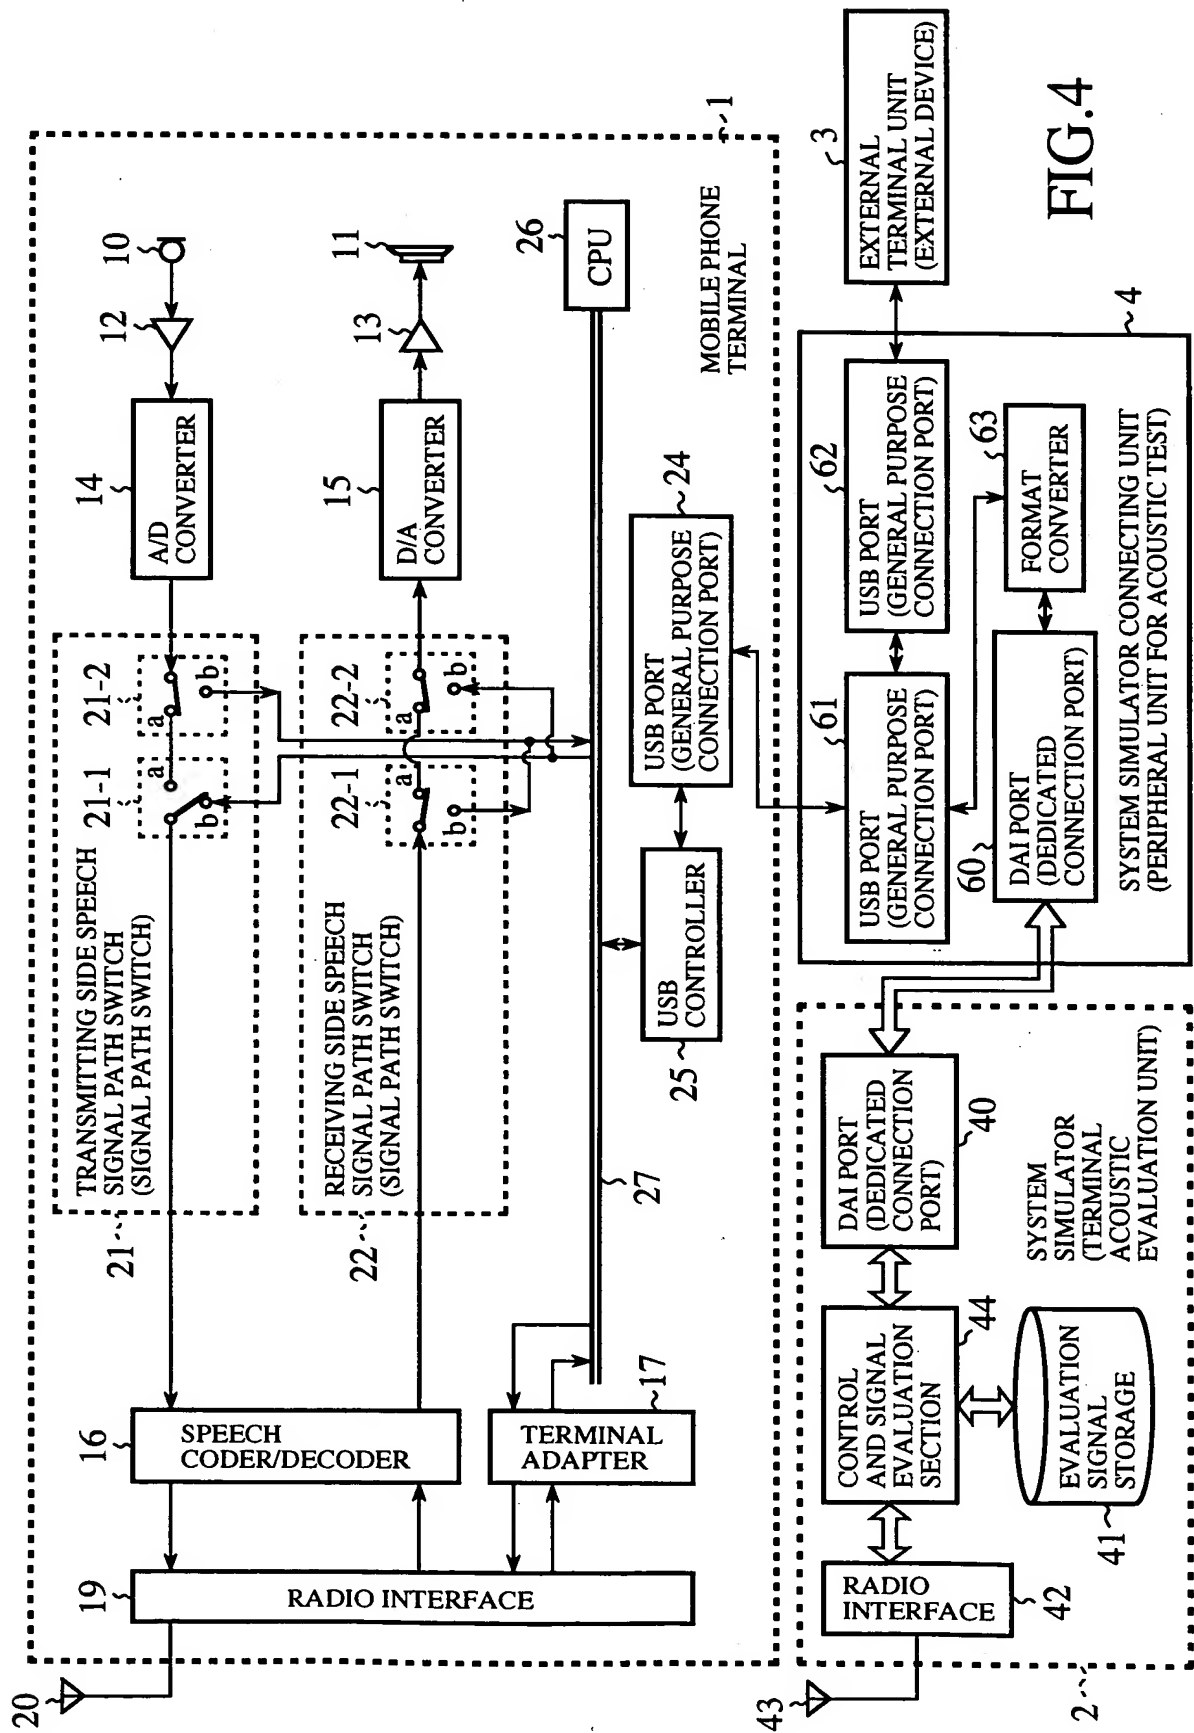 FIG.4
1
MOBILE PHONE
TERMINAL
10
12
14
A/D
CONVERTER
21-2
a
b
21-1
a
b
TRANSMITTING SIDE SPEECH
SIGNAL PATH SWITCH
(SIGNAL PATH SWITCH)
21
11
13
15
D/A
CONVERTER
22-2
a
b
22-1
a
b
RECEIVING SIDE SPEECH
SIGNAL PATH SWITCH
(SIGNAL PATH SWITCH)
22
16
SPEECH
CODER/DECODER
17
TERMINAL
ADAPTER
19
RADIO INTERFACE
20
26
CPU
27
24
USB PORT
(GENERAL PURPOSE
CONNECTION PORT)
25
USB
CONTROLLER
3
EXTERNAL
TERMINAL UNIT
(EXTERNAL DEVICE)
4
62
USB PORT
(GENERAL PURPOSE
CONNECTION PORT)
61
USB PORT
(GENERAL PURPOSE
CONNECTION PORT)
63
FORMAT
CONVERTER
60
DAI PORT
(DEDICATED
CONNECTION PORT)
SYSTEM SIMULATOR CONNECTING UNIT
(PERIPHERAL UNIT FOR ACOUSTIC TEST)
40
DAI PORT
(DEDICATED
CONNECTION
PORT)
44
CONTROL
AND SIGNAL
EVALUATION
SECTION
41
EVALUATION
SIGNAL
STORAGE
42
RADIO
INTERFACE
43
2
SYSTEM
SIMULATOR
(TERMINAL
ACOUSTIC
EVALUATION UNIT)